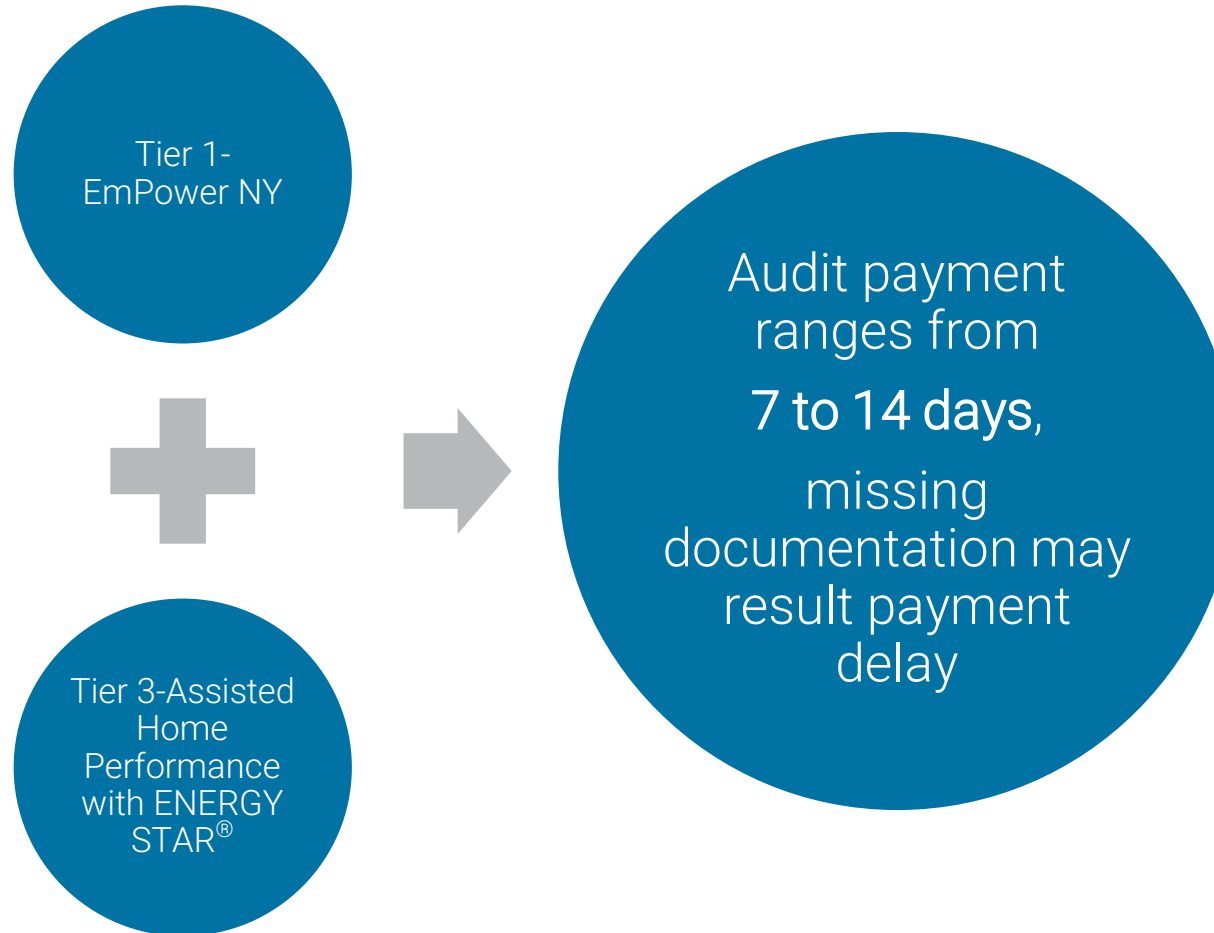 Tier 1-
EmPower NY
Tier 3-Assisted
Home
Performance
with ENERGY
STAR®
Audit payment
ranges from
7 to 14 days,
missing
documentation may
result payment
delay